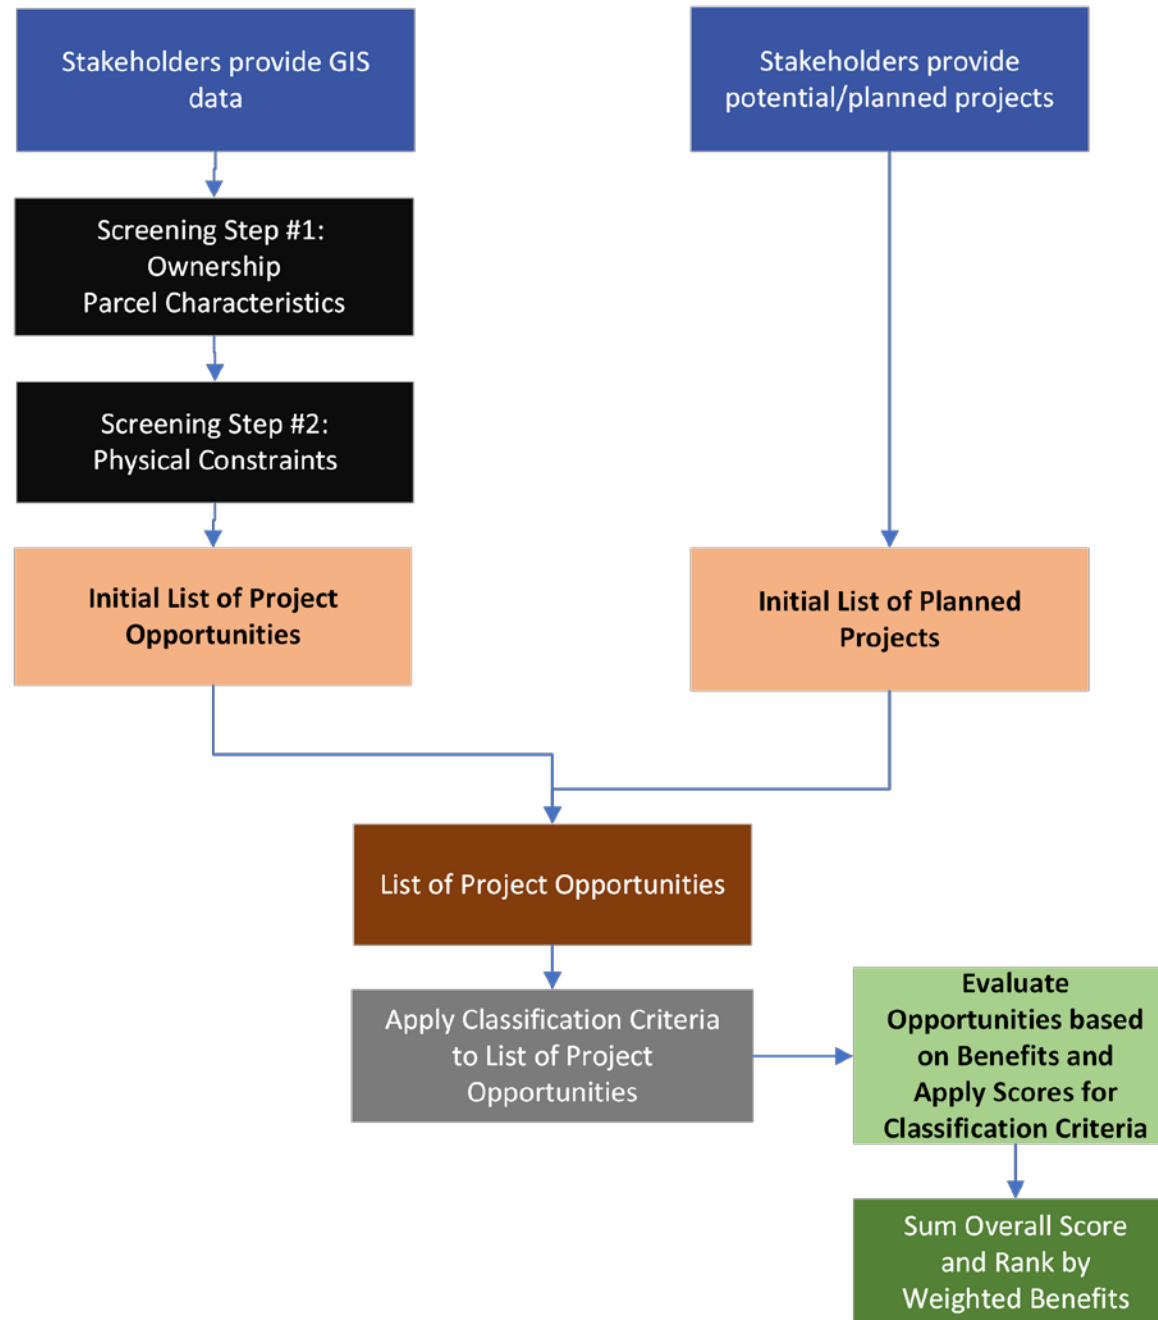 Stakeholders provide GIS
data
Stakeholders provide
potential/planned projects
Screening Step #1:
Ownership
Parcel Characteristics
Screening Step #2:
Physical Constraints
Initial List of Project
Opportunities
Initial List of Planned
Projects
List of Project Opportunities
Apply Classification Criteria
to List of Project
Opportunities
Evaluate
Opportunities based
on Benefits and
Apply Scores for
Classification Criteria
Sum Overall Score
and Rank by
Weighted Benefits